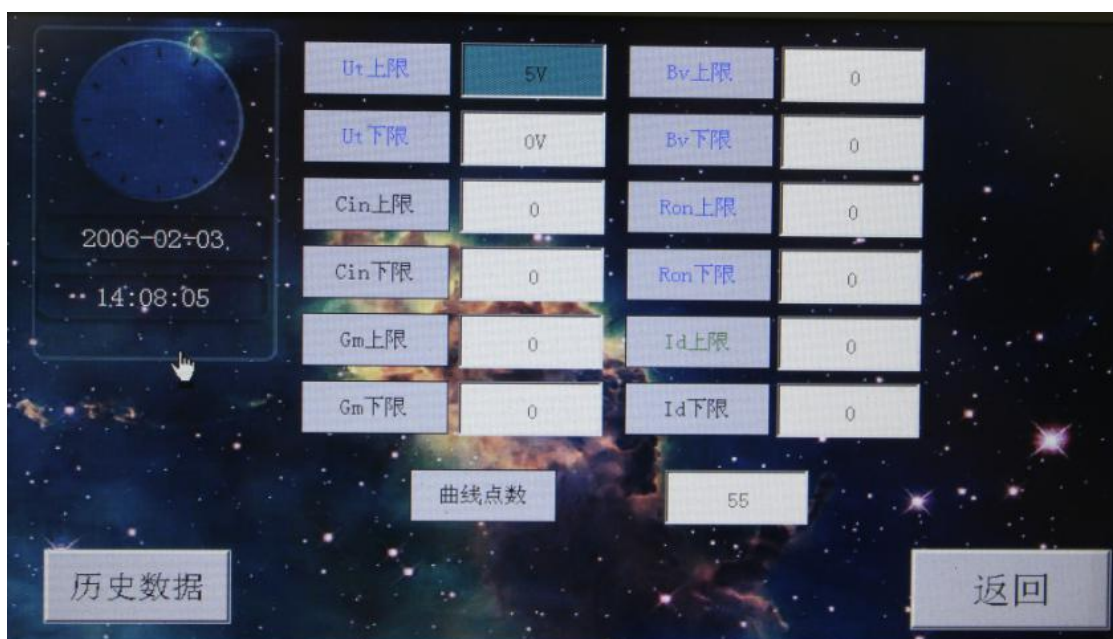 Ut上限 5V Bv上限 0
Ut下限 0V Bv下限 0
Cin上限 0 Ron上限 0
2006-02-03
Cin下限 0 Ron下限 0
14:08:05
Gm上限 0 Id上限 0
Gm下限 0 Id下限 0
曲线点数 55
历史数据 返回